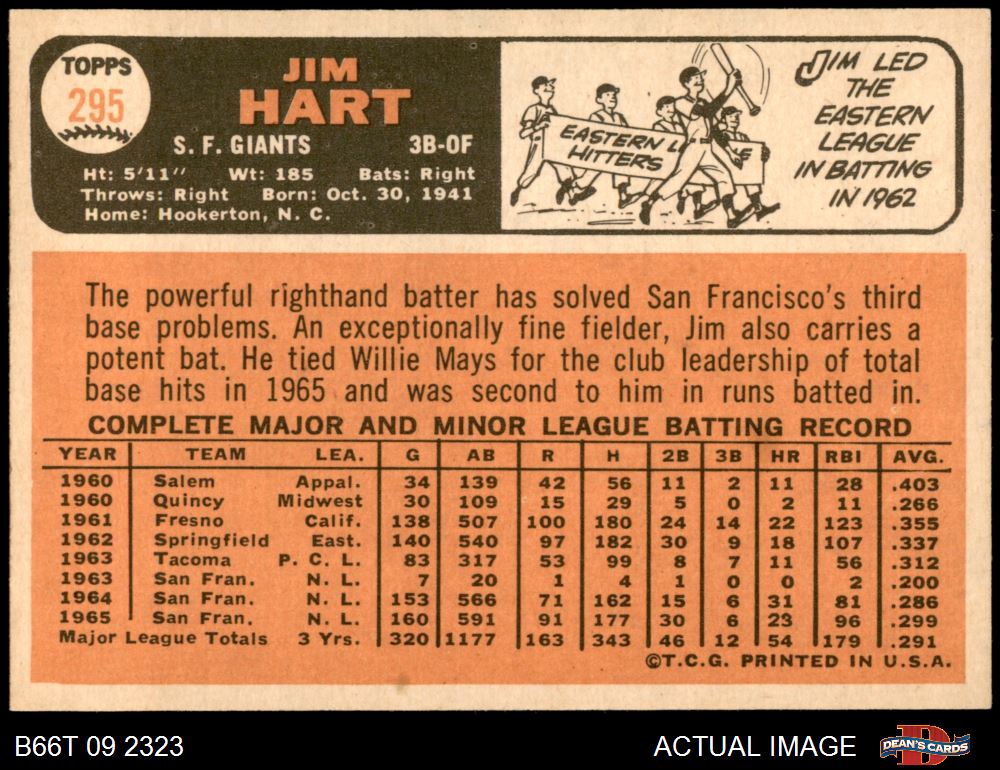 TOPPS
295
JIM
HART
S. F. GIANTS 3B-OF
Ht: 5'11" Wt: 185 Bats: Right
Throws: Right Born: Oct. 30, 1941
Home: Hookerton, N. C.
EASTERN L E
HITTERS
JIM LED
THE
EASTERN
LEAGUE
IN BATTING
IN 1962
The powerful righthand batter has solved San Francisco's third
base problems. An exceptionally fine fielder, Jim also carries a
potent bat. He tied Willie Mays for the club leadership of total
base hits in 1965 and was second to him in runs batted in.
COMPLETE MAJOR AND MINOR LEAGUE BATTING RECORD
YEAR TEAM LEA. G AB R H 2B 3B HR RBI AVG.
1960 Salem Appal. 34 139 42 56 11 2 11 28 .403
1960 Quincy Midwest 30 109 15 29 5 0 2 11 .266
1961 Fresno Calif. 138 507 100 180 24 14 22 123 .355
1962 Springfield East. 140 540 97 182 30 9 18 107 .337
1963 Tacoma P. C. L. 83 317 53 99 8 7 11 56 .312
1963 San Fran. N. L. 7 20 1 4 1 0 0 2 .200
1964 San Fran. N. L. 153 566 71 162 15 6 31 81 .286
1965 San Fran. N. L. 160 591 91 177 30 6 23 96 .299
Major League Totals 3 Yrs. 320 1177 163 343 46 12 54 179 .291
©T.C.G. PRINTED IN U.S.A.
B66T 09 2323 ACTUAL IMAGE DEAN'S CARDS